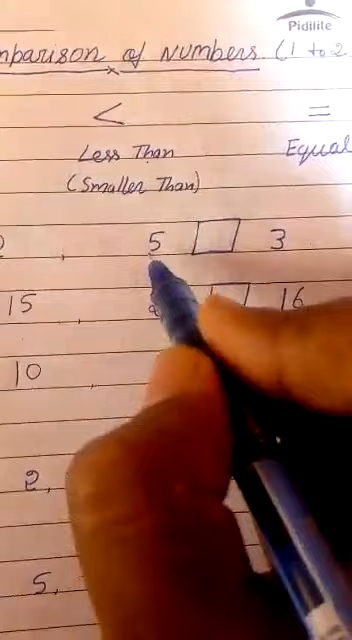 Pidilite
mparison of Numbers (1 to 2
< =
Less Than Equal
(Smaller Than)
, 5 3
15 , 16
10 ,
2,
5,